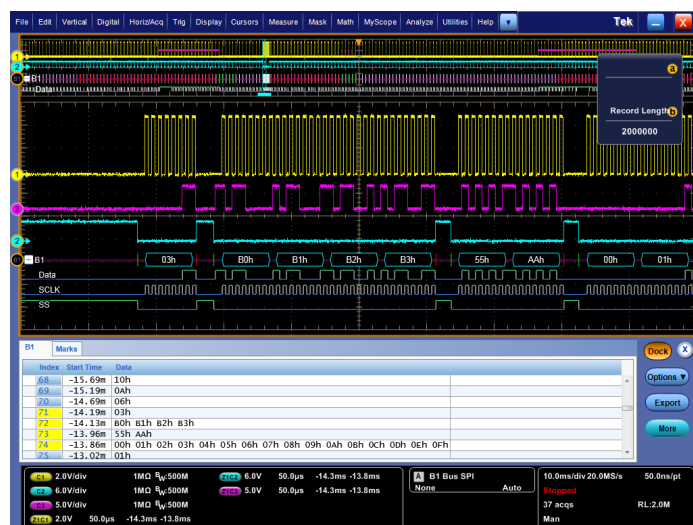 File Edit Vertical Digital Horiz/Acq Trig Display Cursors Measure Mask Math MyScope Analyze Utilities Help Tek X
a
Record Length b
2000000
1
2
B1 B1
Data
1
3
2
B1 B1 03h B0h B1h B2h B3h 55h AAh 00h 01h
Data
SCLK
SS
B1 Marks Dock X
Index Start Time Data
68 -15.69m 10h
69 -15.19m 0Ah
70 -14.69m 06h
71 -14.19m 03h
72 -14.13m B0h B1h B2h B3h
73 -13.96m 55h AAh
74 -13.86m 00h 01h 02h 03h 04h 05h 06h 07h 08h 09h 0Ah 0Bh 0Ch 0Dh 0Eh 0Fh
75 -13.02m 01h
Options
Export
More
C1 2.0V/div 1MΩ BW:500M Z1C2 6.0V 50.0µs -14.3ms -13.8ms A B1 Bus SPI 10.0ms/div 20.0MS/s 50.0ns/pt
C2 6.0V/div 1MΩ BW:500M Z1C3 5.0V 50.0µs -14.3ms -13.8ms None Auto Stopped
C3 5.0V/div 1MΩ BW:500M 37 acqs RL:2.0M
Z1C1 2.0V 50.0µs -14.3ms -13.8ms Man